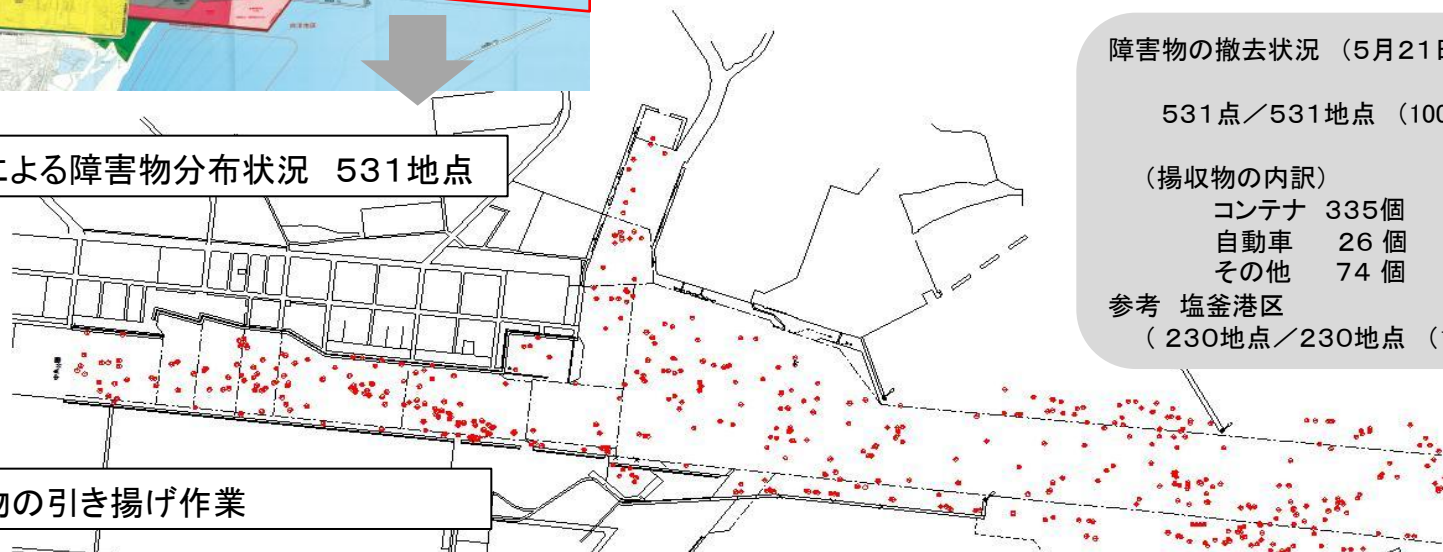 による障害物分布状況 531地点
物の引き揚げ作業
障害物の撤去状況 (5月21日
531点/531地点 (100
(揚収物の内訳)
コンテナ 335個
自動車 26 個
その他 74 個
参考 塩釜港区
( 230地点/230地点 (1